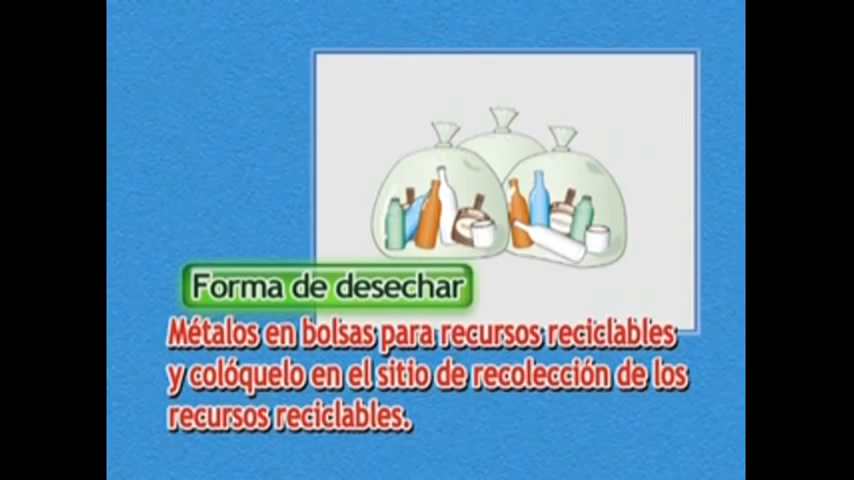 Forma de desechar
Métalos en bolsas para recursos reciclables
y colóquelo en el sitio de recolección de los
recursos reciclables.